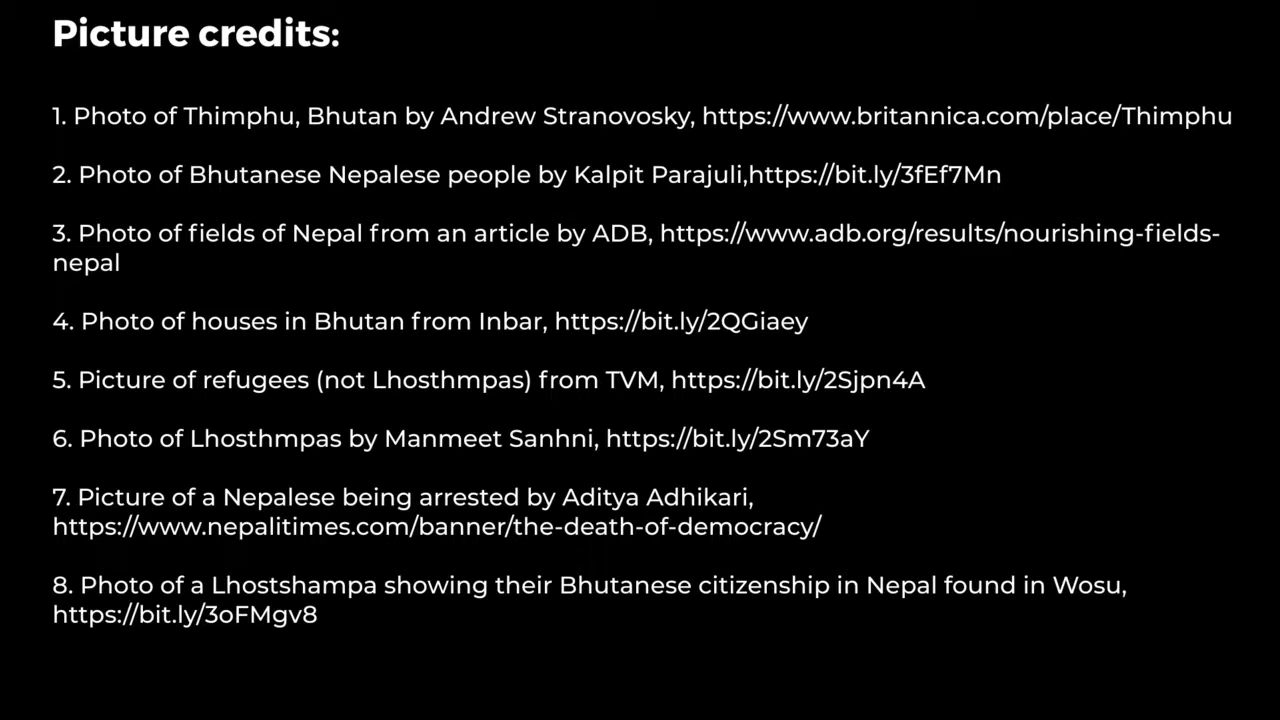 Picture credits:
1. Photo of Thimphu, Bhutan by Andrew Stranovosky, https://www.britannica.com/place/Thimphu
2. Photo of Bhutanese Nepalese people by Kalpit Parajuli,https://bit.ly/3fEf7Mn
3. Photo of fields of Nepal from an article by ADB, https://www.adb.org/results/nourishing-fields-
nepal
4. Photo of houses in Bhutan from Inbar, https://bit.ly/2QGiaey
5. Picture of refugees (not Lhosthmpas) from TVM, https://bit.ly/2Sjpn4A
6. Photo of Lhosthmpas by Manmeet Sanhni, https://bit.ly/2Sm73aY
7. Picture of a Nepalese being arrested by Aditya Adhikari,
https://www.nepalitimes.com/banner/the-death-of-democracy/
8. Photo of a Lhostshampa showing their Bhutanese citizenship in Nepal found in Wosu,
https://bit.ly/3oFMgv8